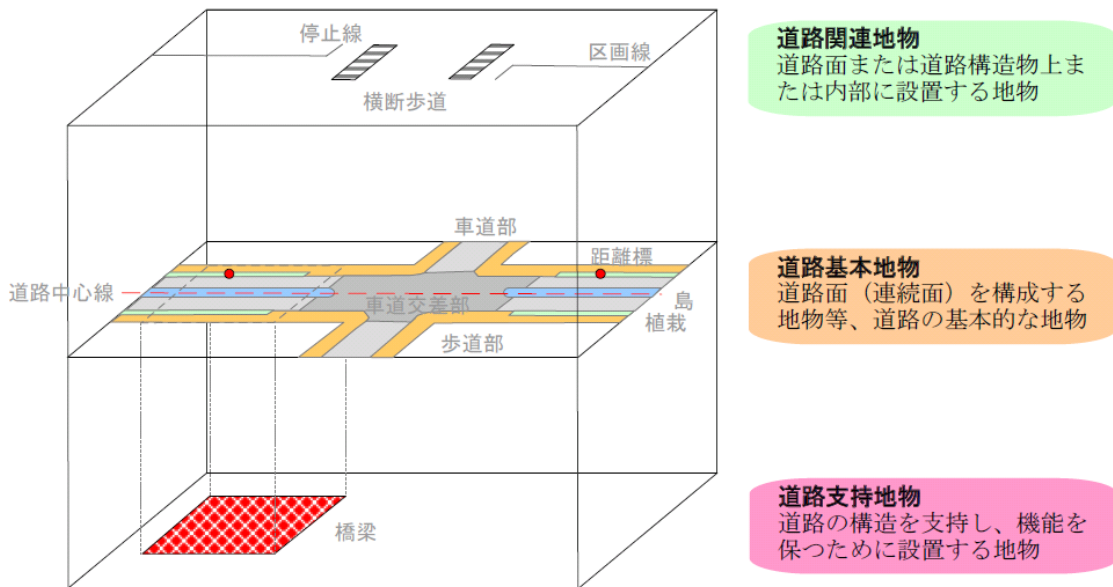 停止線
区画線
横断歩道
道路関連地物
道路面または道路構造物上ま
たは内部に設置する地物
車道部
距離標
道路中心線
車道交差部
島
植栽
歩道部
道路基本地物
道路面（連続面）を構成する
地物等、道路の基本的な地物
橋梁
道路支持地物
道路の構造を支持し、機能を
保つために設置する地物